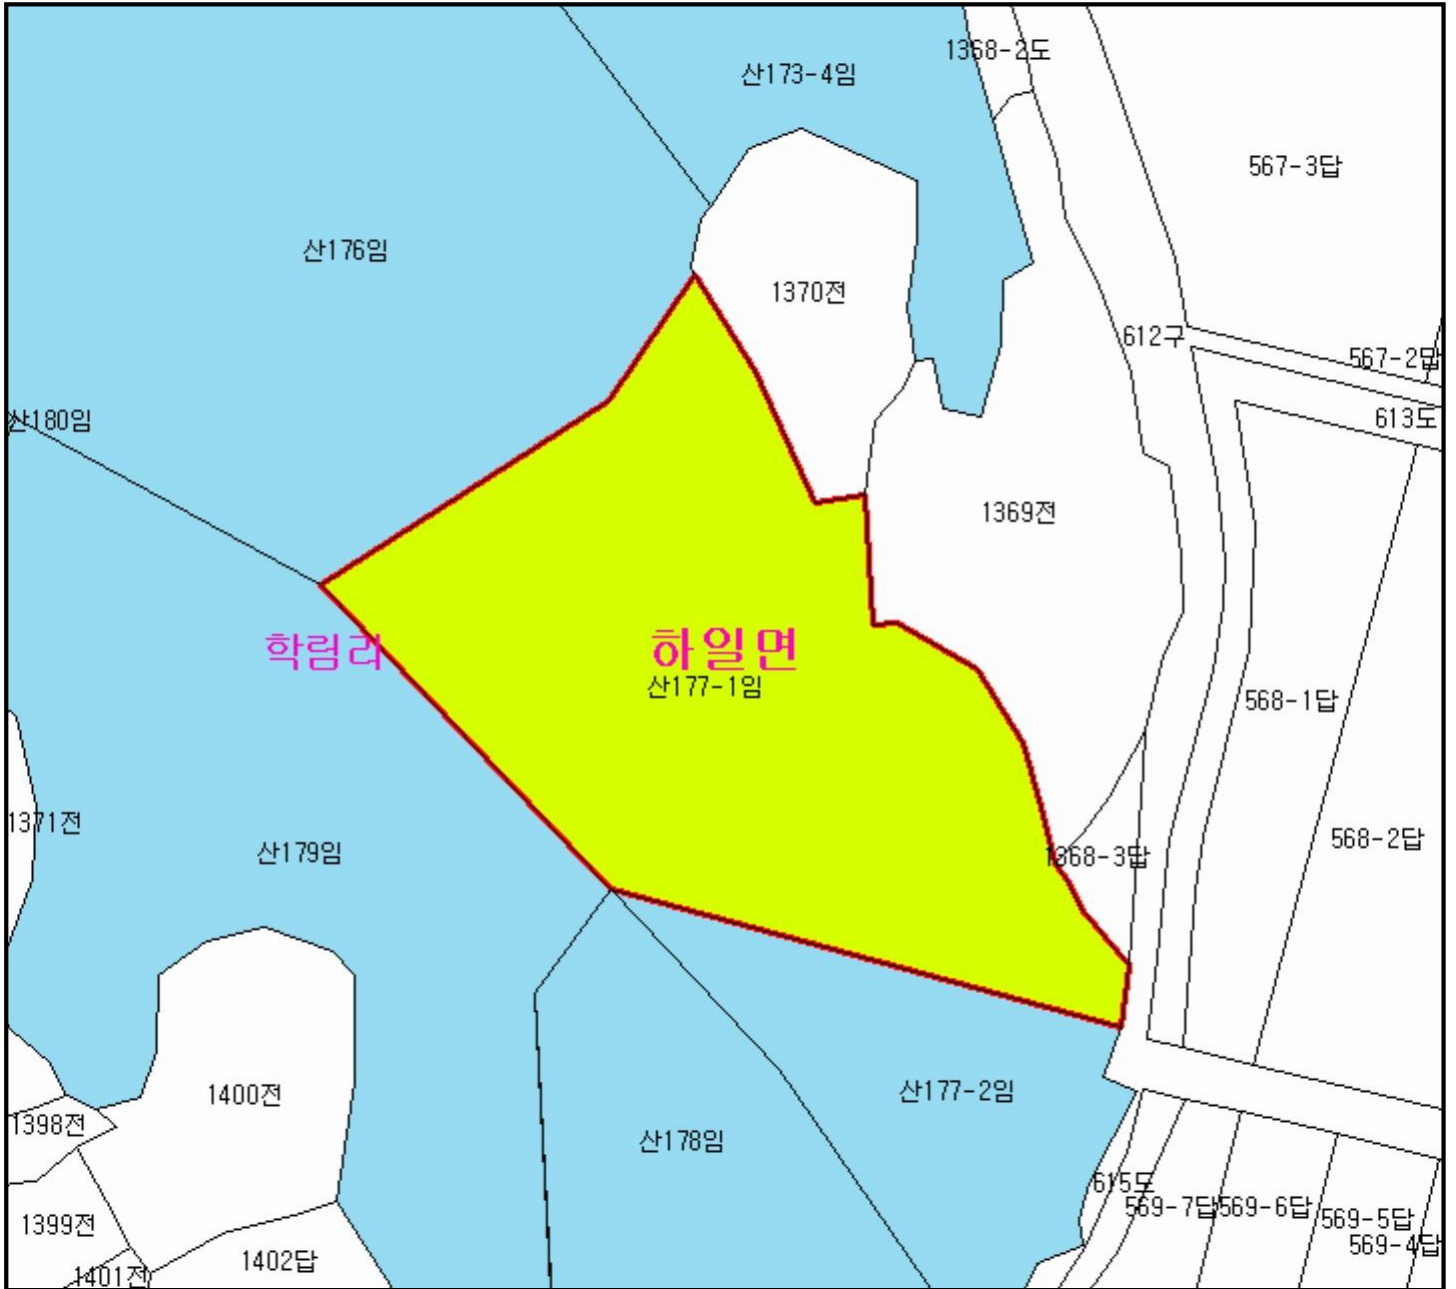 1368-2도
산173-4임
567-3답
산176임
1370전
612구
567-2답
613도
산180임
1369전
학림리
하일면
산177-1임
568-1답
1371전
568-2답
산179임
1368-3답
산177-2임
1400전
1398전
산178임
615도
569-7답
569-6답
569-5답
1399전
569-4답
1402답
1401전